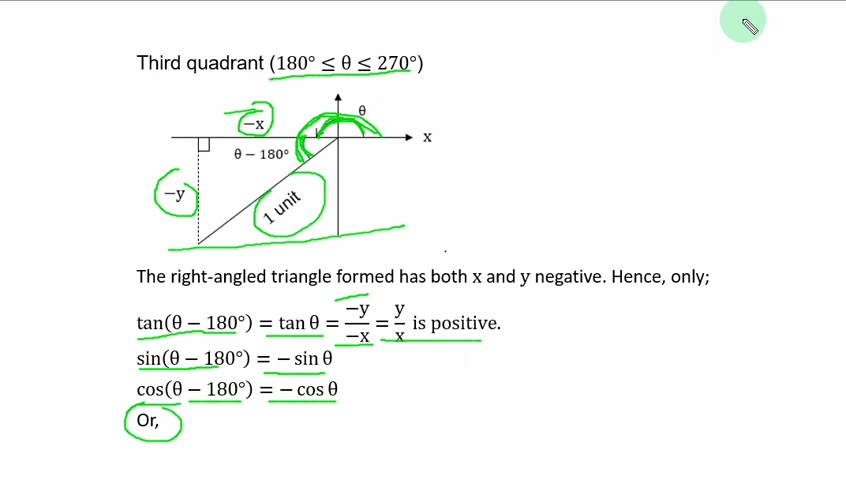 Third quadrant (180° ≤ θ ≤ 270°)
−x
θ
x
θ − 180°
−y
1 unit
The right-angled triangle formed has both x and y negative. Hence, only;
tan(θ − 180°) = tan θ = −y/−x = y/x is positive.
sin(θ − 180°) = − sin θ
cos(θ − 180°) = − cos θ
Or,